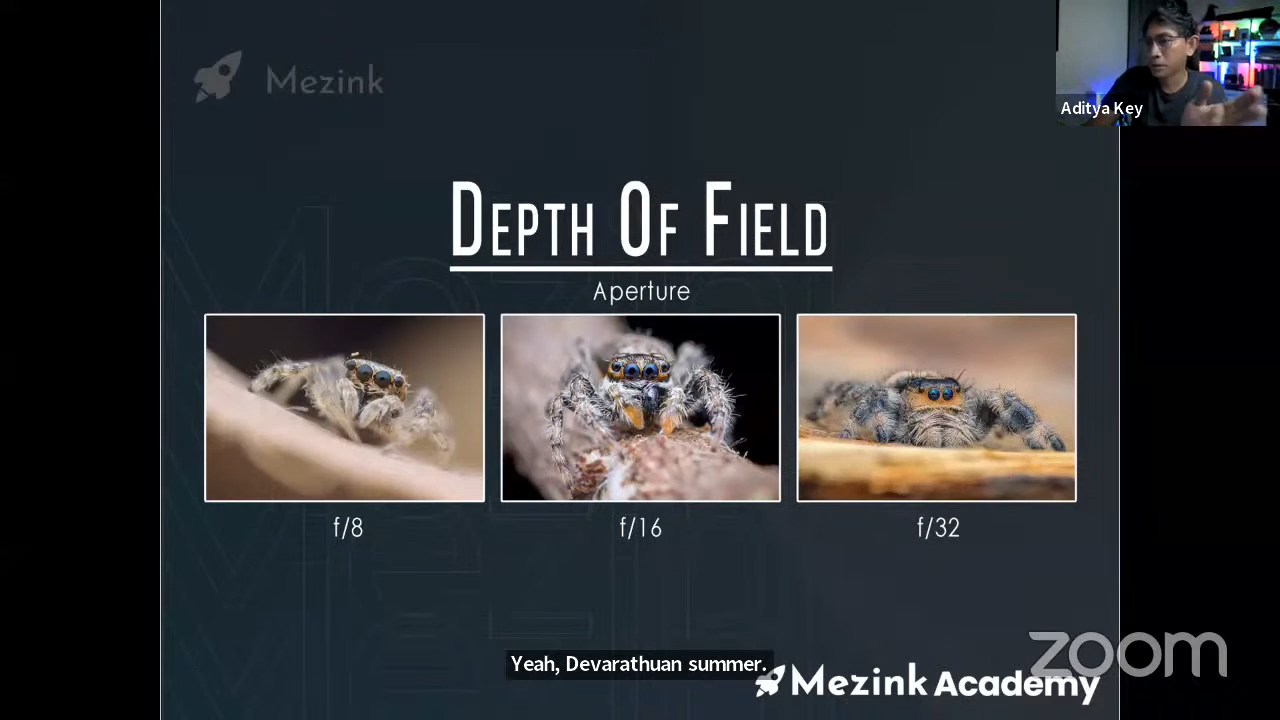 Mezink
Aditya Key
Depth Of Field
Aperture
f/8
f/16
f/32
Yeah, Devarathuan summer.
Mezink Academy
zoom